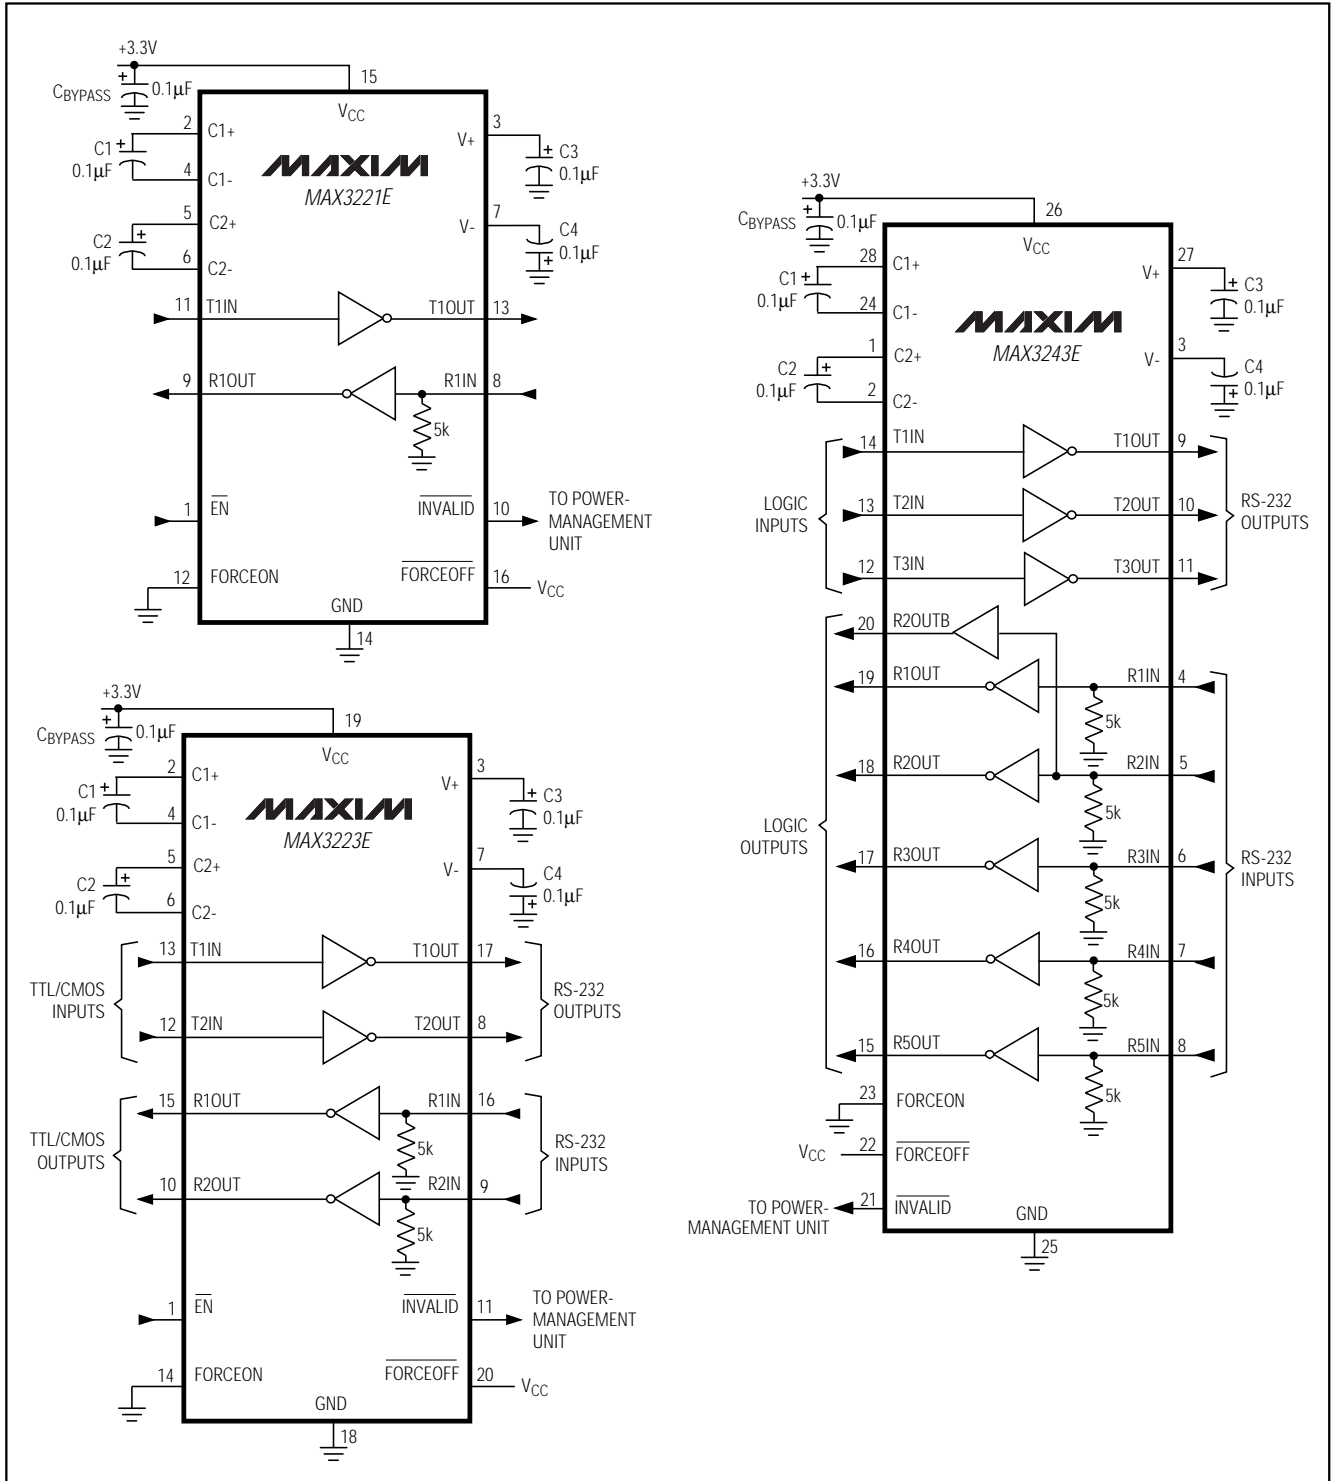 +3.3V
CBYPASS
+
0.1µF
15
VCC
2
C1+
C1
+
0.1µF
4
C1-
5
C2+
C2
+
0.1µF
6
C2-
MAXIM
MAX3221E
3
V+
+
C3
0.1µF
7
V-
C4
0.1µF
+
11
T1IN
T1OUT
13
9
R1OUT
R1IN
8
5k
1
EN
INVALID
10
TO POWER-
MANAGEMENT
UNIT
12
FORCEON
FORCEOFF
16
VCC
GND
14
+3.3V
CBYPASS
+
0.1µF
19
VCC
2
C1+
C1
+
0.1µF
4
C1-
5
C2+
C2
+
0.1µF
6
C2-
MAXIM
MAX3223E
3
V+
+
C3
0.1µF
7
V-
C4
0.1µF
+
TTL/CMOS
INPUTS
13
T1IN
T1OUT
17
12
T2IN
T2OUT
8
RS-232
OUTPUTS
TTL/CMOS
OUTPUTS
15
R1OUT
R1IN
16
5k
10
R2OUT
R2IN
9
5k
RS-232
INPUTS
1
EN
INVALID
11
TO POWER-
MANAGEMENT
UNIT
14
FORCEON
FORCEOFF
20
VCC
GND
18
+3.3V
CBYPASS
+
0.1µF
26
VCC
28
C1+
C1
+
0.1µF
24
C1-
1
C2+
C2
+
0.1µF
2
C2-
MAXIM
MAX3243E
27
V+
+
C3
0.1µF
3
V-
C4
0.1µF
+
LOGIC
INPUTS
14
T1IN
T1OUT
9
13
T2IN
T2OUT
10
12
T3IN
T3OUT
11
RS-232
OUTPUTS
20
R2OUTB
19
R1OUT
R1IN
4
5k
18
R2OUT
R2IN
5
5k
LOGIC
OUTPUTS
17
R3OUT
R3IN
6
5k
RS-232
INPUTS
16
R4OUT
R4IN
7
5k
15
R5OUT
R5IN
8
5k
23
FORCEON
VCC
22
FORCEOFF
TO POWER-
MANAGEMENT UNIT
21
INVALID
GND
25